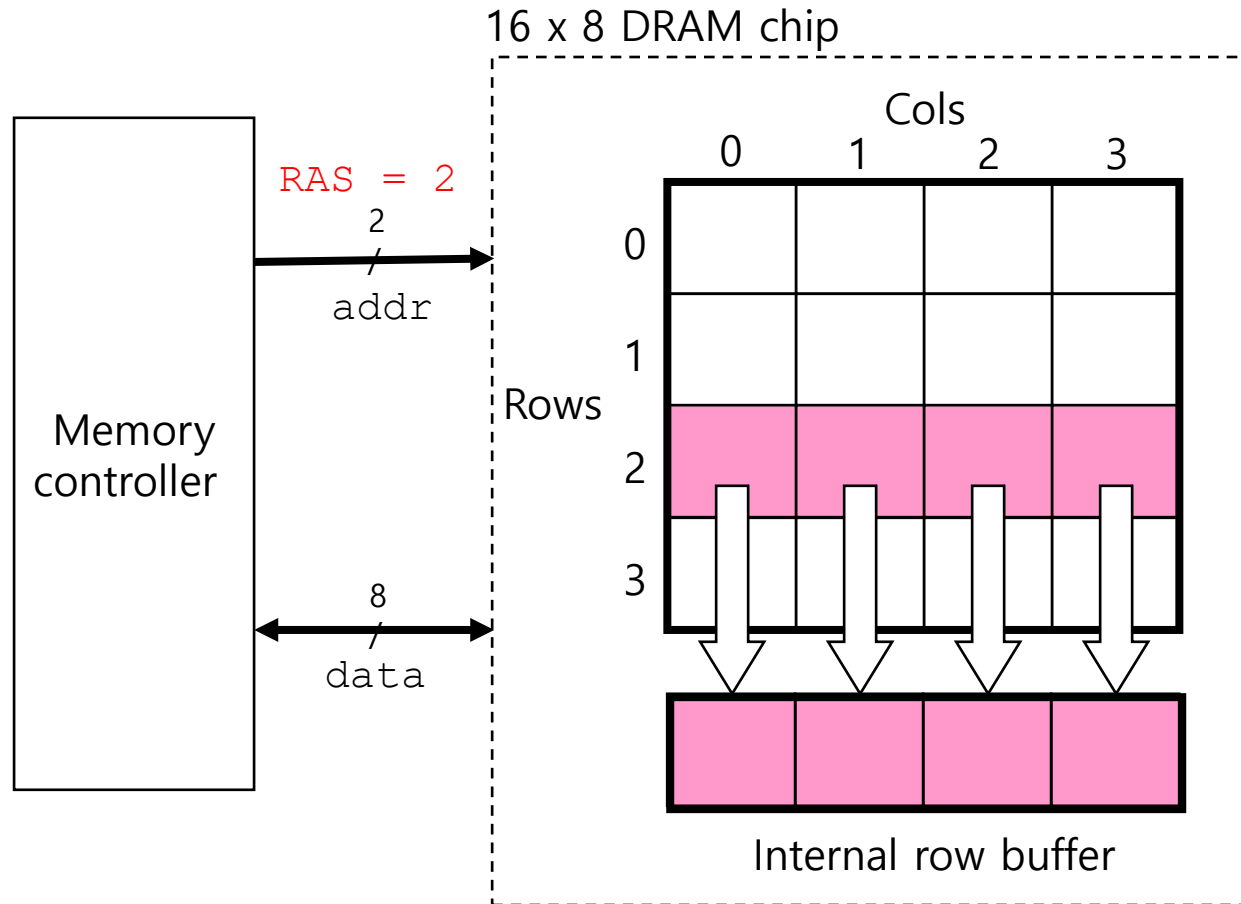 16 x 8 DRAM chip
Cols
0 1 2 3
RAS = 2
2
/
addr
0
1
Rows
2
3
Memory
controller
8
/
data
Internal row buffer